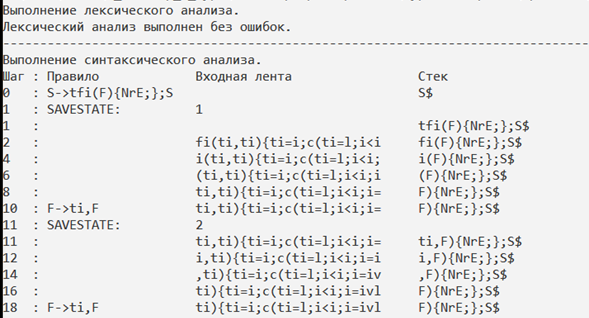 Выполнение лексического анализа.
Лексический анализ выполнен без ошибок.
--------------------------------------------------------------------------------
Выполнение синтаксического анализа.
Шаг : Правило Входная лента Стек
0 : S->tfi(F){NrE;};S S$
1 : SAVESTATE: 1
1 : tfi(F){NrE;};S$
2 : fi(ti,ti){ti=i;c(ti=l;i<i fi(F){NrE;};S$
4 : i(ti,ti){ti=i;c(ti=l;i<i; i(F){NrE;};S$
6 : (ti,ti){ti=i;c(ti=l;i<i;i (F){NrE;};S$
8 : ti,ti){ti=i;c(ti=l;i<i;i= F){NrE;};S$
10 : F->ti,F ti,ti){ti=i;c(ti=l;i<i;i= F){NrE;};S$
11 : SAVESTATE: 2
11 : ti,ti){ti=i;c(ti=l;i<i;i= ti,F){NrE;};S$
12 : i,ti){ti=i;c(ti=l;i<i;i=i i,F){NrE;};S$
14 : ,ti){ti=i;c(ti=l;i<i;i=iv ,F){NrE;};S$
16 : ti){ti=i;c(ti=l;i<i;i=ivl F){NrE;};S$
18 : F->ti,F ti){ti=i;c(ti=l;i<i;i=ivl F){NrE;};S$